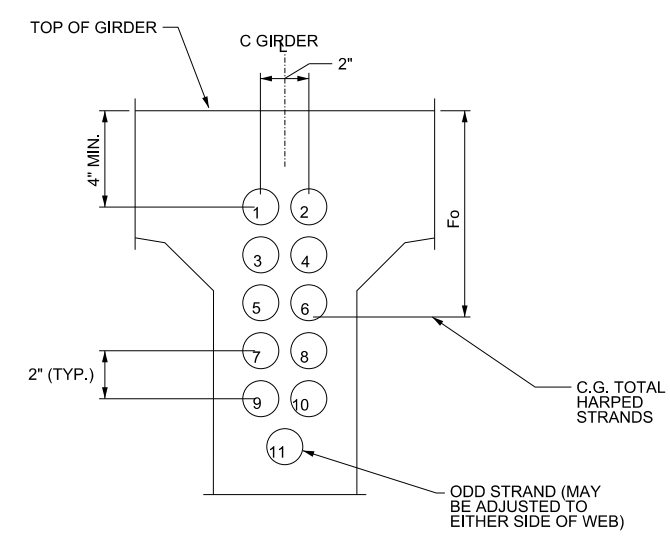 TOP OF GIRDER
C GIRDER
L
2"
4" MIN.
Fo
1
2
3
4
5
6
7
8
2" (TYP.)
9
10
11
C.G. TOTAL
HARPED
STRANDS
ODD STRAND (MAY
BE ADJUSTED TO
EITHER SIDE OF WEB)